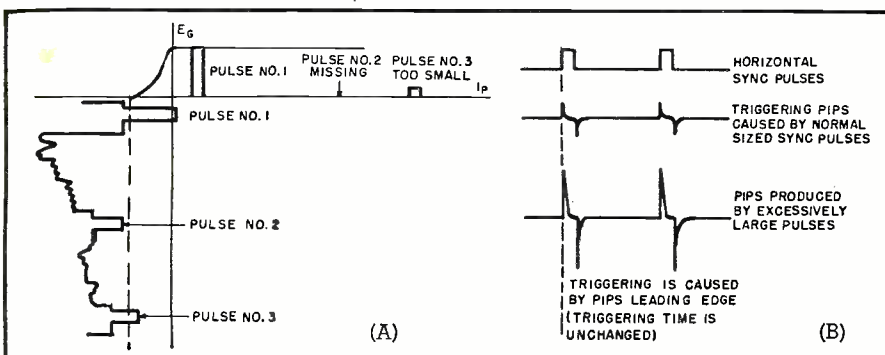 EG
PULSE NO.1
PULSE NO.2
MISSING
PULSE NO.3
TOO SMALL
IP
PULSE NO.1
PULSE NO.2
PULSE NO.3
(A)
HORIZONTAL
SYNC PULSES
TRIGGERING PIPS
CAUSED BY NORMAL
SIZED SYNC PULSES
PIPS PRODUCED
BY EXCESSIVELY
LARGE PULSES
TRIGGERING IS CAUSED
BY PIPS LEADING EDGE
(TRIGGERING TIME IS
UNCHANGED)
(B)